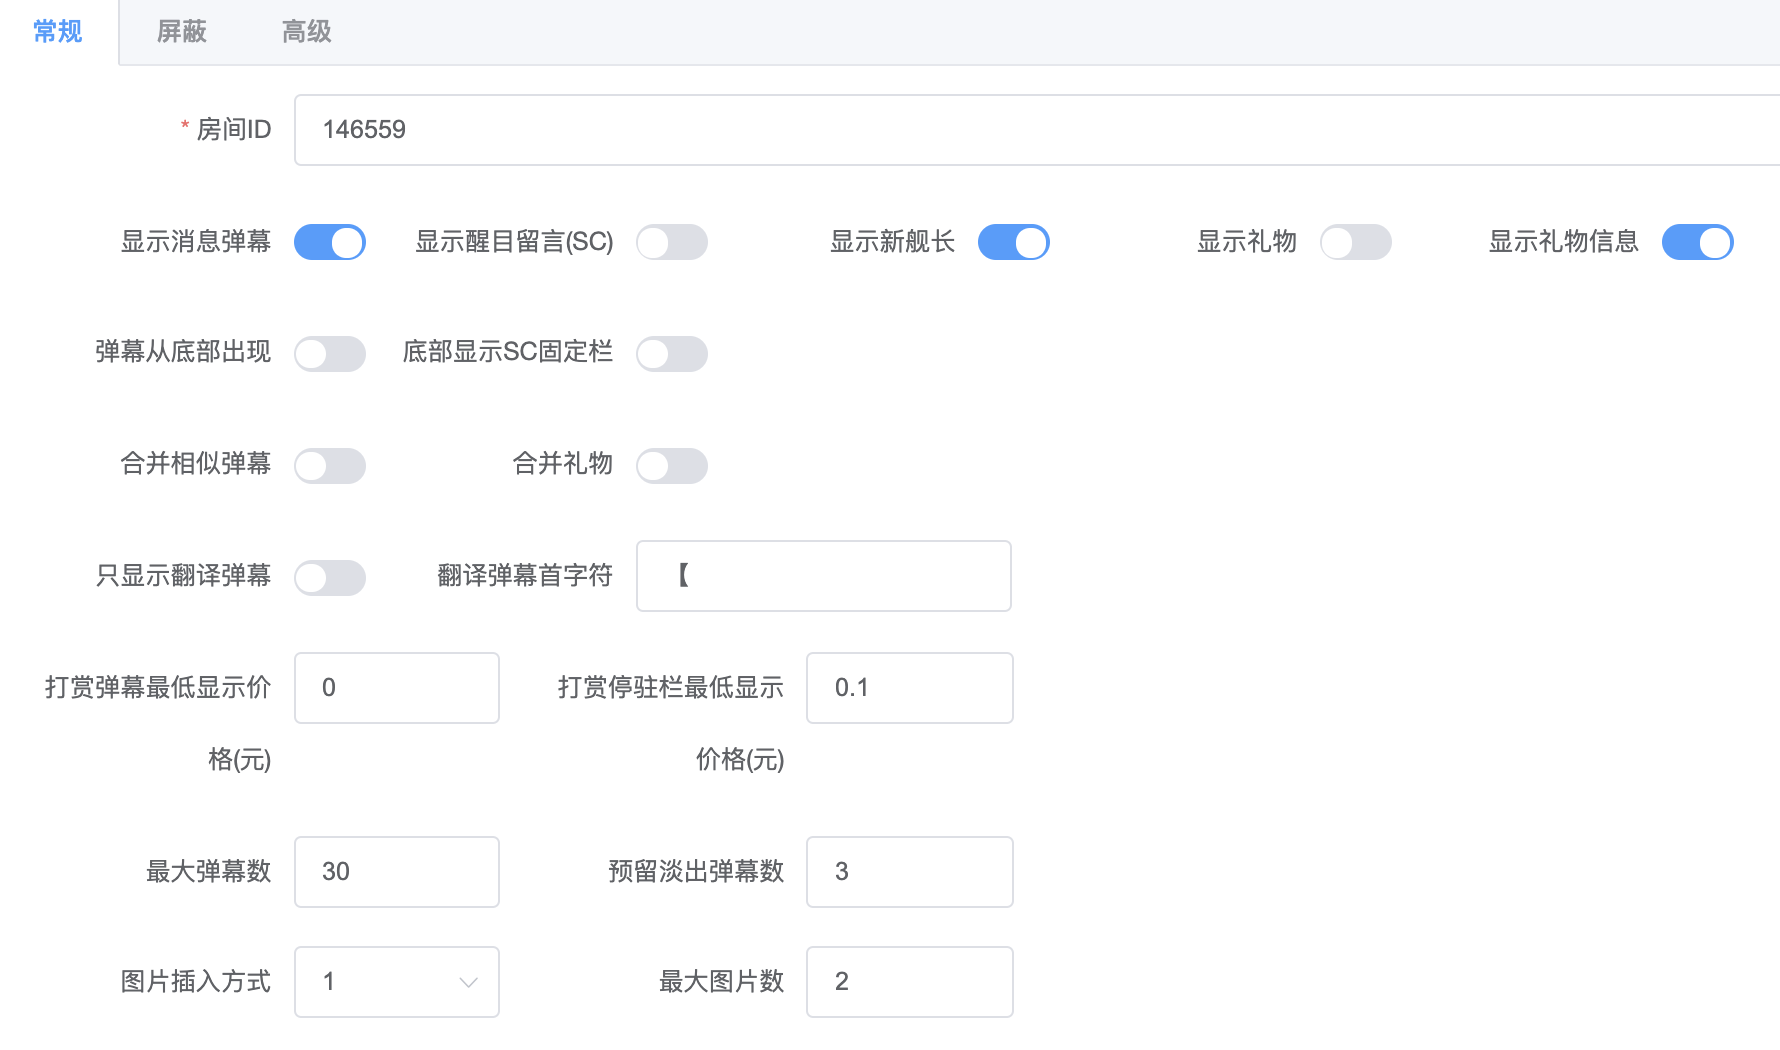 常规 屏蔽 高级
* 房间ID 146559
显示消息弹幕 显示醒目留言(SC) 显示新舰长 显示礼物 显示礼物信息
弹幕从底部出现 底部显示SC固定栏
合并相似弹幕 合并礼物
只显示翻译弹幕 翻译弹幕首字符 【
打赏弹幕最低显示价 0 打赏停驻栏最低显示 0.1
格(元) 价格(元)
最大弹幕数 30 预留淡出弹幕数 3
图片插入方式 1 最大图片数 2